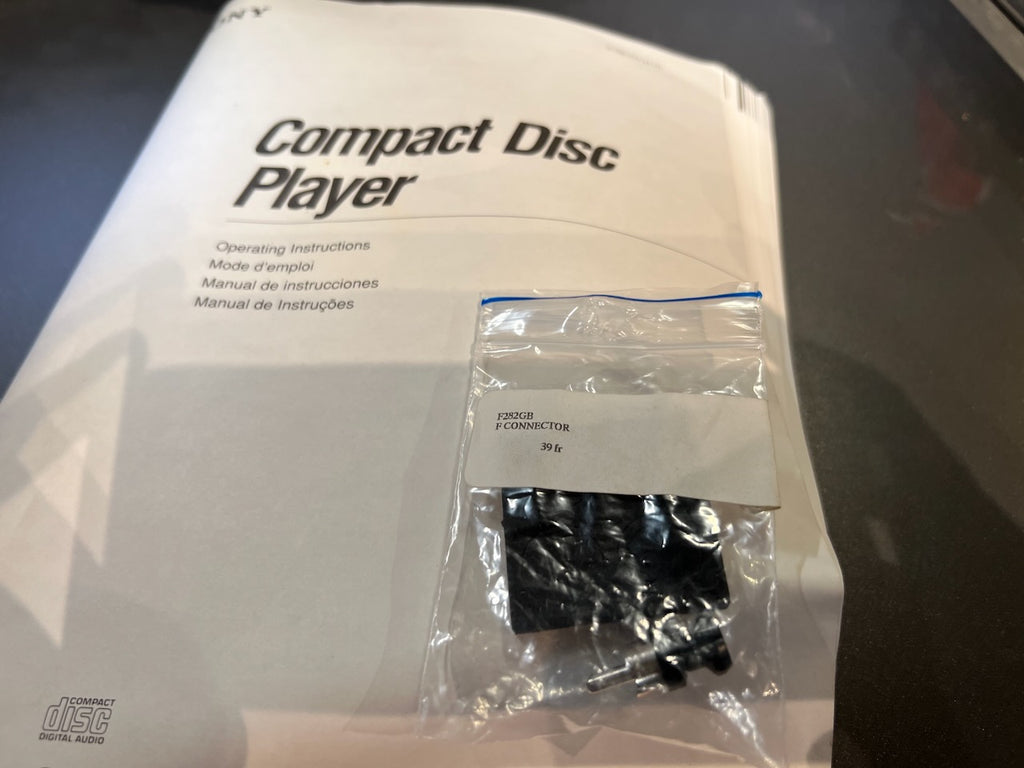 Compact Disc
Player
Operating Instructions
Mode d'emploi
Manual de instrucciones
Manual de Instruções
F282GB
F CONNECTOR
39 fr
COMPACT
disc
DIGITAL AUDIO